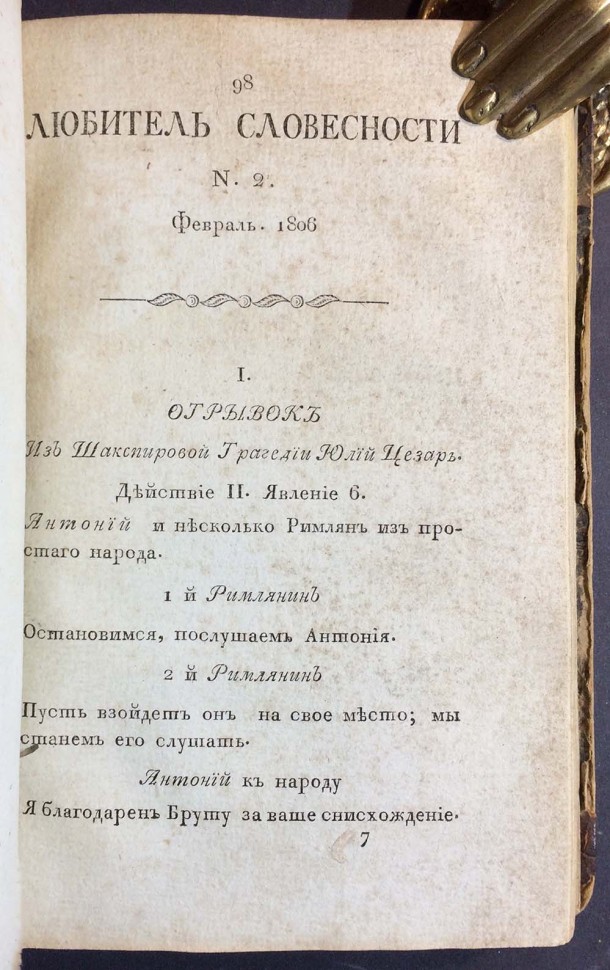 98
ЛЮБИТЕЛЬ СЛОВЕСНОСТИ
N. 2.
Февраль. 1806
I.
ОТРЫВОКЪ
Изъ Шакспировой Трагедіи Юлій Цезарь.
Дѣйствіе II. Явленіе 6.
Антоній и нѣсколько Римлянъ изъ про-
стаго народа.
1 й Римлянинъ
Остановимся, послушаемъ Антонія.
2 й Римлянинъ
Пусть взойдетъ онъ на свое мѣсто; мы
станемъ его слушать.
Антоній къ народу
Я благодаренъ Бруту за ваше снисхожденіе.
7